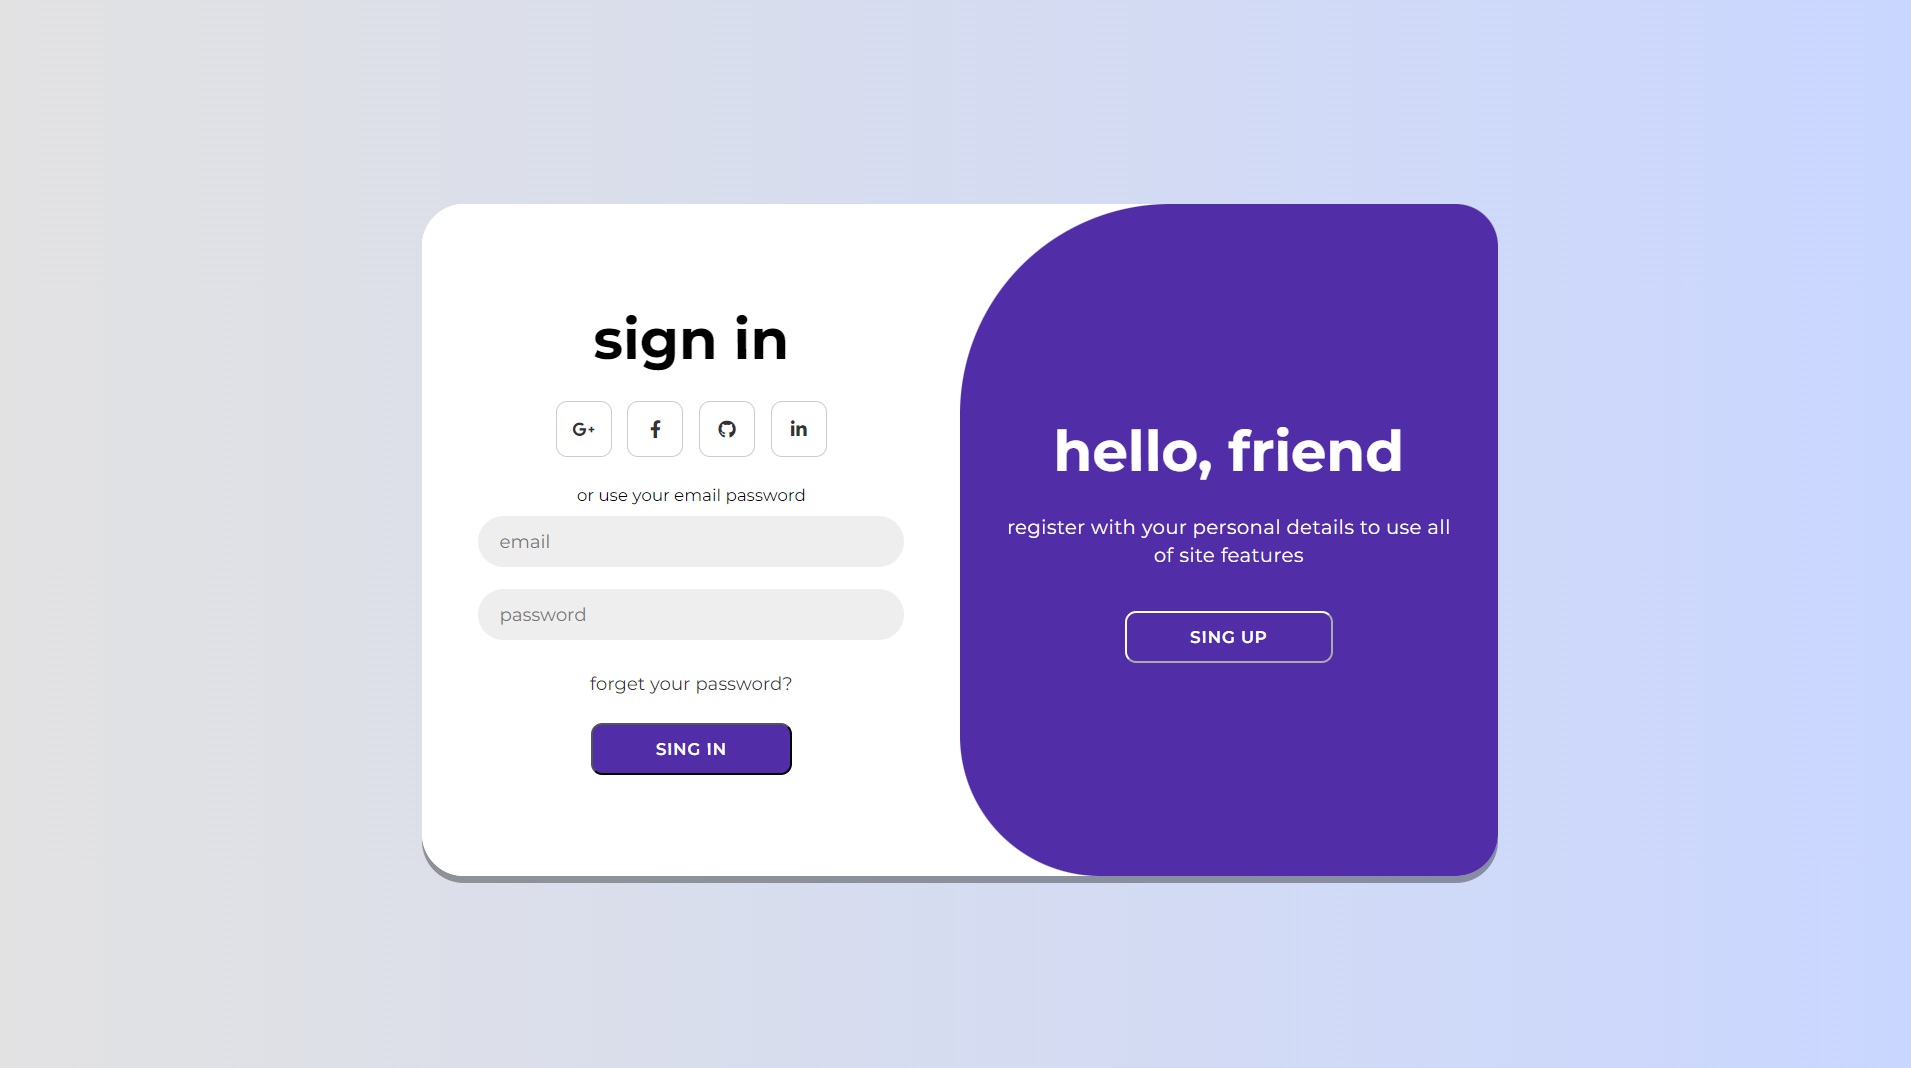 sign in
G+
f
in
or use your email password
email
password
forget your password?
SING IN
hello, friend
register with your personal details to use all
of site features
SING UP